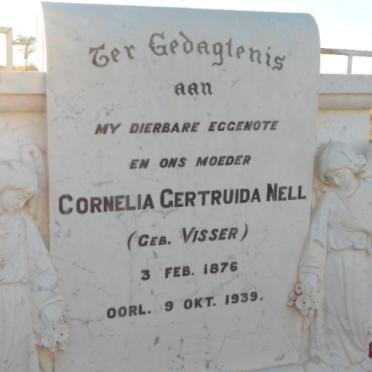 Ter Gedagtenis
aan
MY DIERBARE EGGENOTE
EN ONS MOEDER
CORNELIA GERTRUIDA NELL
(GEB. VISSER)
3 FEB. 1876
OORL. 9 OKT. 1939.